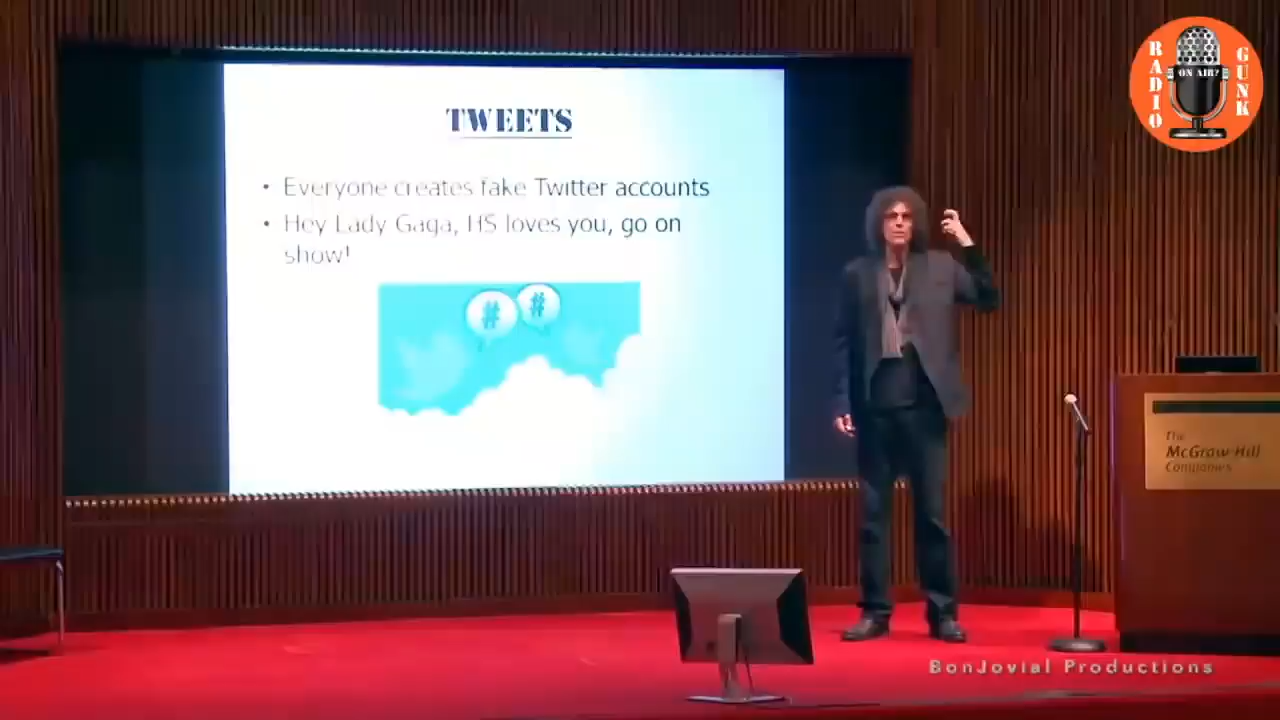 TWEETS
• Everyone creates fake Twitter accounts
• Hey Lady Gaga, HS loves you, go on
show!
# #
RADIO
ON AIR?
GUNK
The
McGraw-Hill
Companies
BonJovial Productions